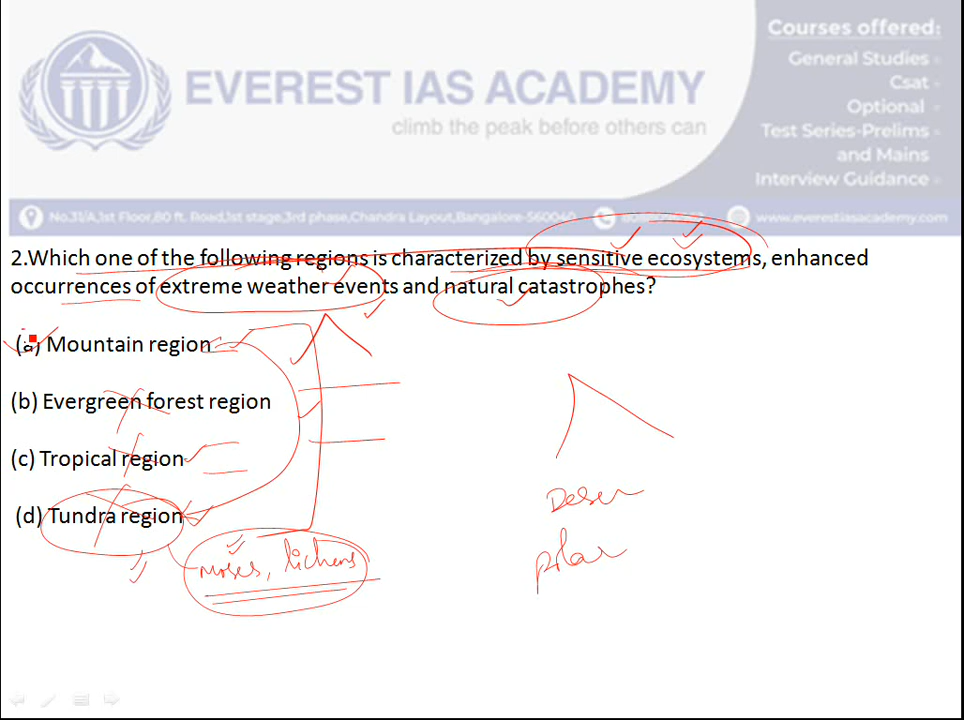 Courses offered:
General Studies
Csat
Optional
Test Series-Prelims
and Mains
Interview Guidance
EVEREST IAS ACADEMY
climb the peak before others can
No.31/A,1st Floor,80 ft. Road,1st stage,3rd phase,Chandra Layout,Bangalore-560040
www.everestiasacademy.com
2.Which one of the following regions is characterized by sensitive ecosystems, enhanced
occurrences of extreme weather events and natural catastrophes?
(a) Mountain region
(b) Evergreen forest region
(c) Tropical region
(d) Tundra region
Deser
polar
moses, lichens